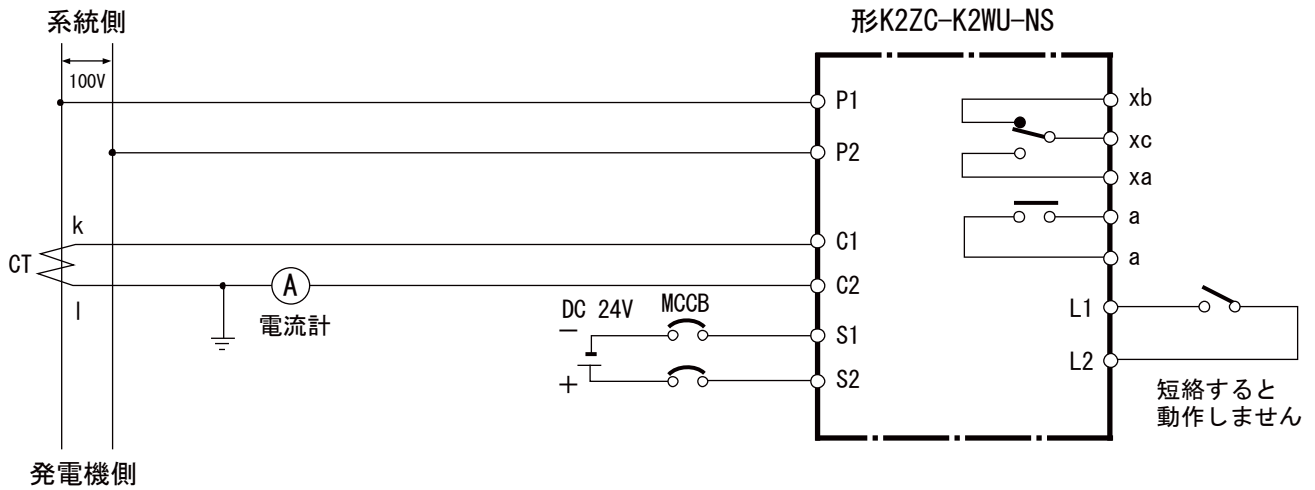 系統側
形K2ZC-K2WU-NS
100V
P1
xb
xc
P2
xa
k
a
C1
CT
a
C2
A
l
電流計
DC 24V
MCCB
L1
−
S1
L2
+
S2
短絡すると
動作しません
発電機側